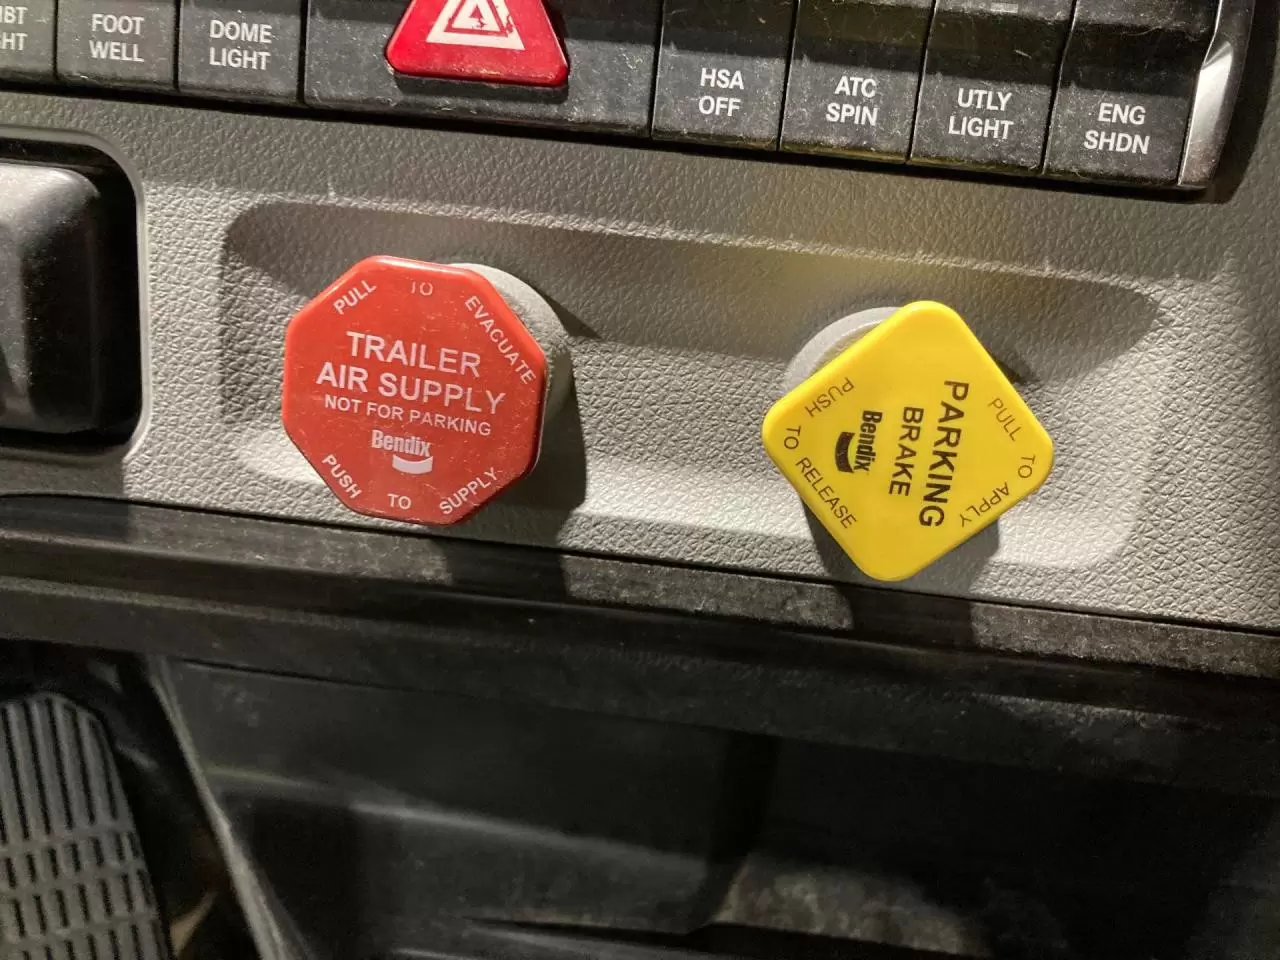 FOOT
WELL
DOME
LIGHT
HSA
OFF
ATC
SPIN
UTLY
LIGHT
ENG
SHDN
PULL TO EVACUATE
TRAILER
AIR SUPPLY
NOT FOR PARKING
Bendix
PUSH TO SUPPLY
PULL TO APPLY
PARKING
BRAKE
Bendix
PUSH TO RELEASE